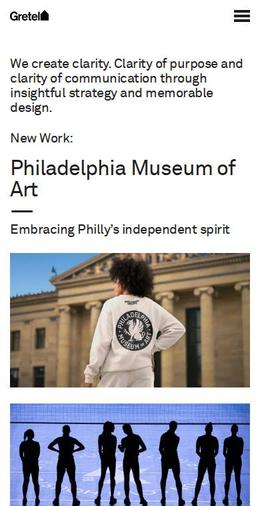 Gretel
We create clarity. Clarity of purpose and
clarity of communication through
insightful strategy and memorable
design.
New Work:
Philadelphia Museum of
Art
Embracing Philly's independent spirit
PHILADELPHIA
MUSEUM OF ART